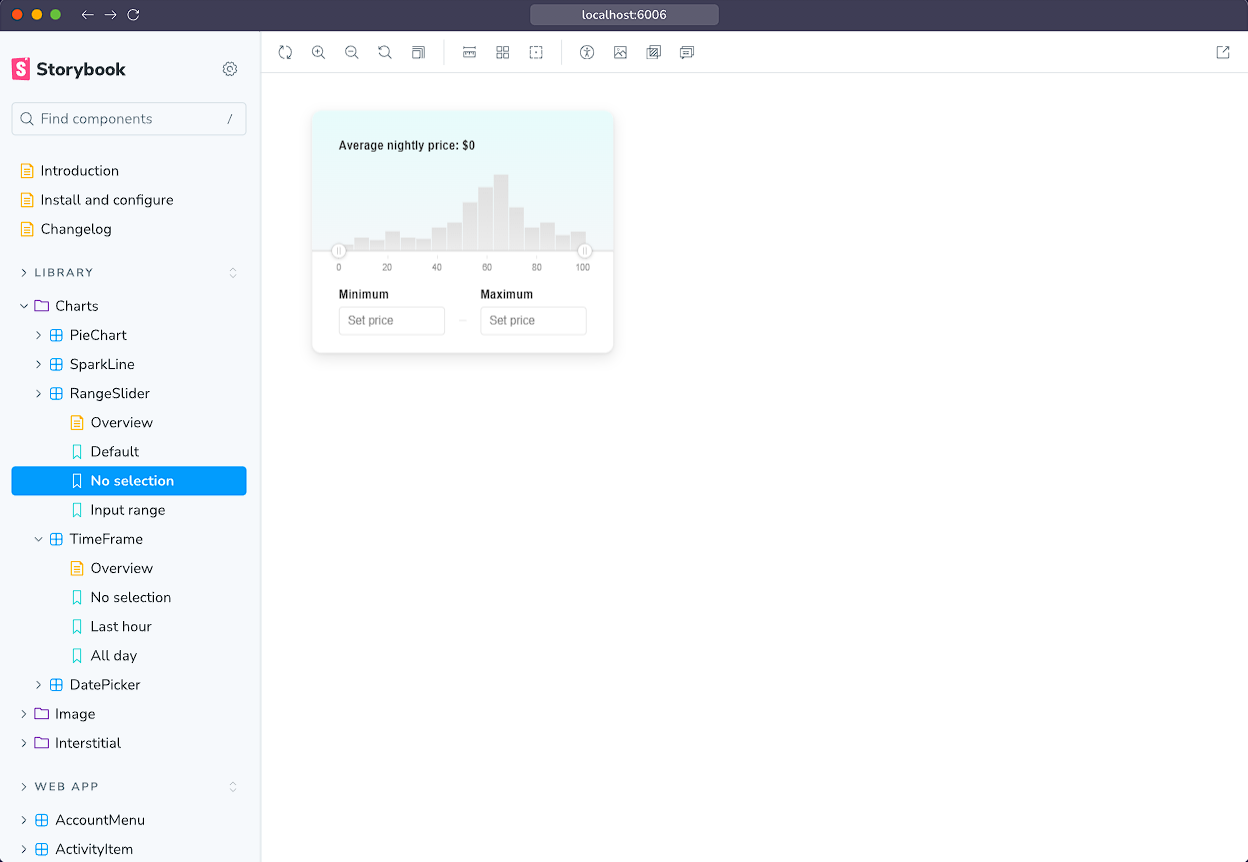 localhost:6006
Storybook
Find components /
Introduction
Install and configure
Changelog
LIBRARY
Charts
PieChart
SparkLine
RangeSlider
Overview
Default
No selection
Input range
TimeFrame
Overview
No selection
Last hour
All day
DatePicker
Image
Interstitial
WEB APP
AccountMenu
ActivityItem
Average nightly price: $0
0 20 40 60 80 100
Minimum Maximum
Set price – Set price